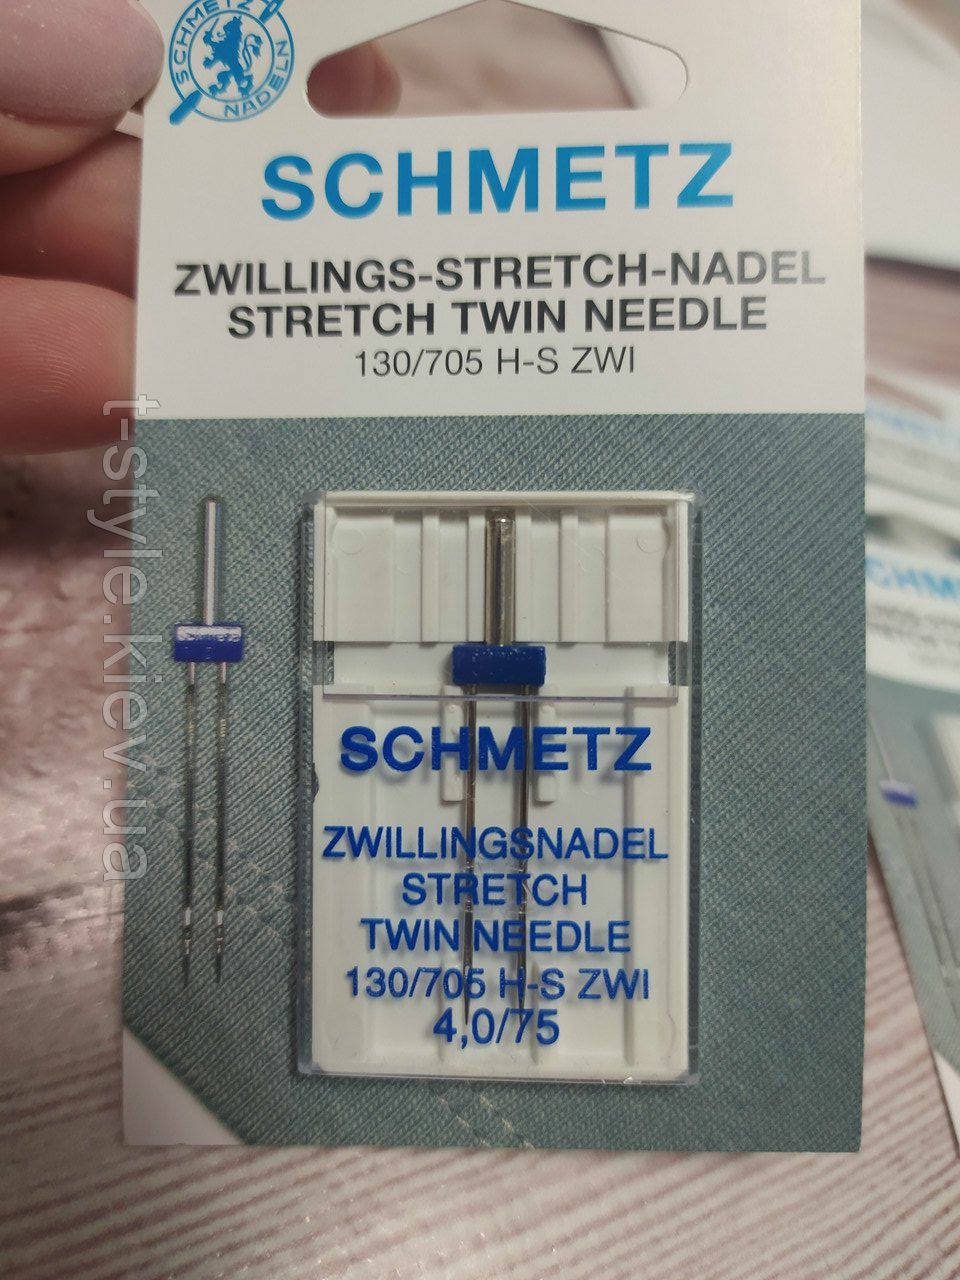 SCHMETZ
NADELN
SCHMETZ
ZWILLINGS-STRETCH-NADEL
STRETCH TWIN NEEDLE
130/705 H-S ZWI
t-style.kiev.ua
SCHMETZ
ZWILLINGSNADEL
STRETCH
TWIN NEEDLE
130/705 H-S ZWI
4,0/75